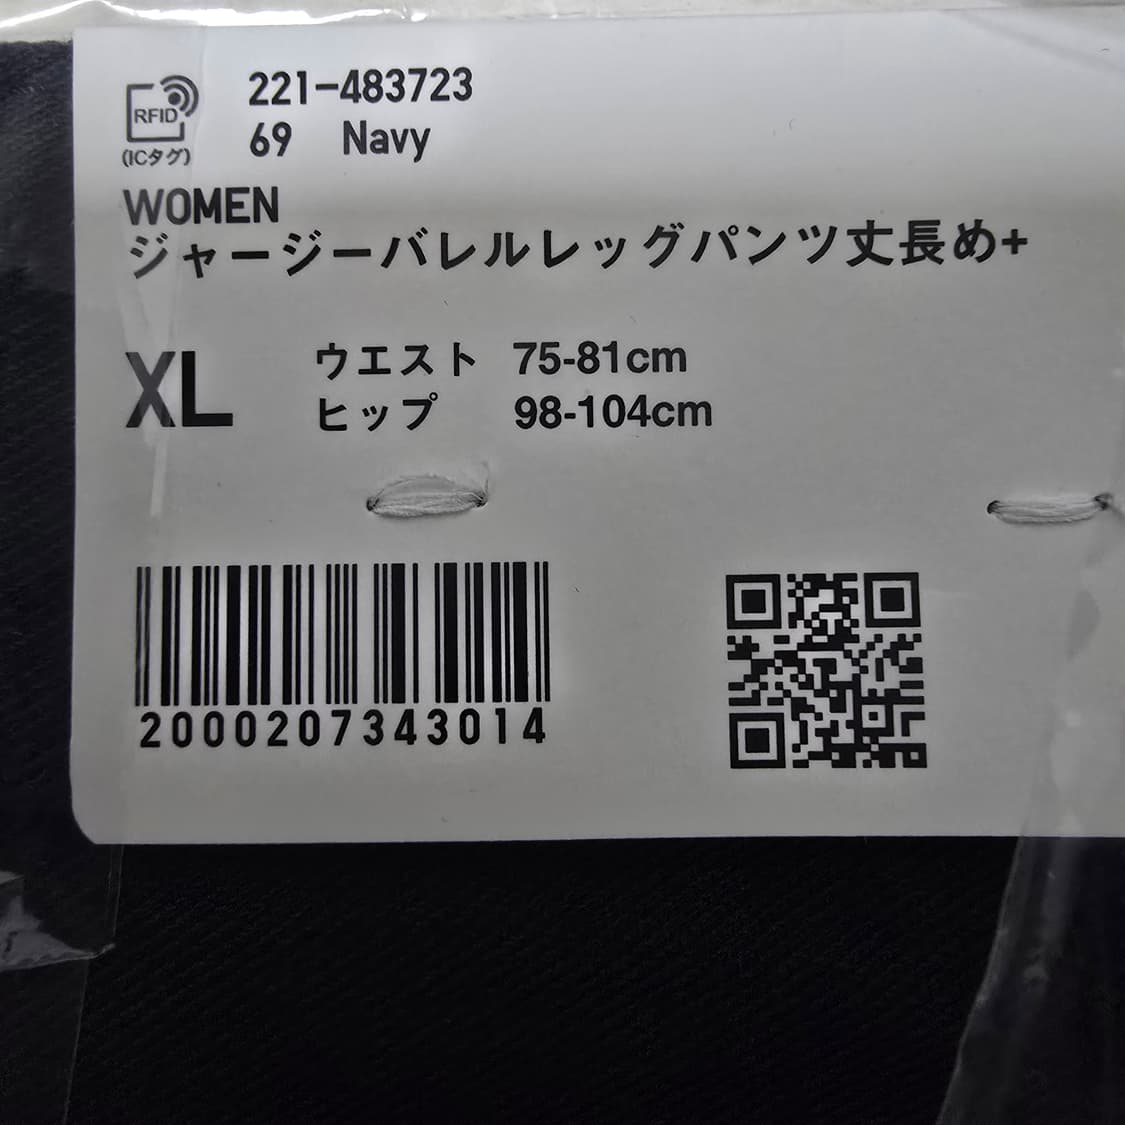 RFID
(ICタグ)
221-483723
69 Navy
WOMEN
ジャージーバレルレッグパンツ丈長め+
XL
ウエスト 75-81cm
ヒップ 98-104cm
2000207343014